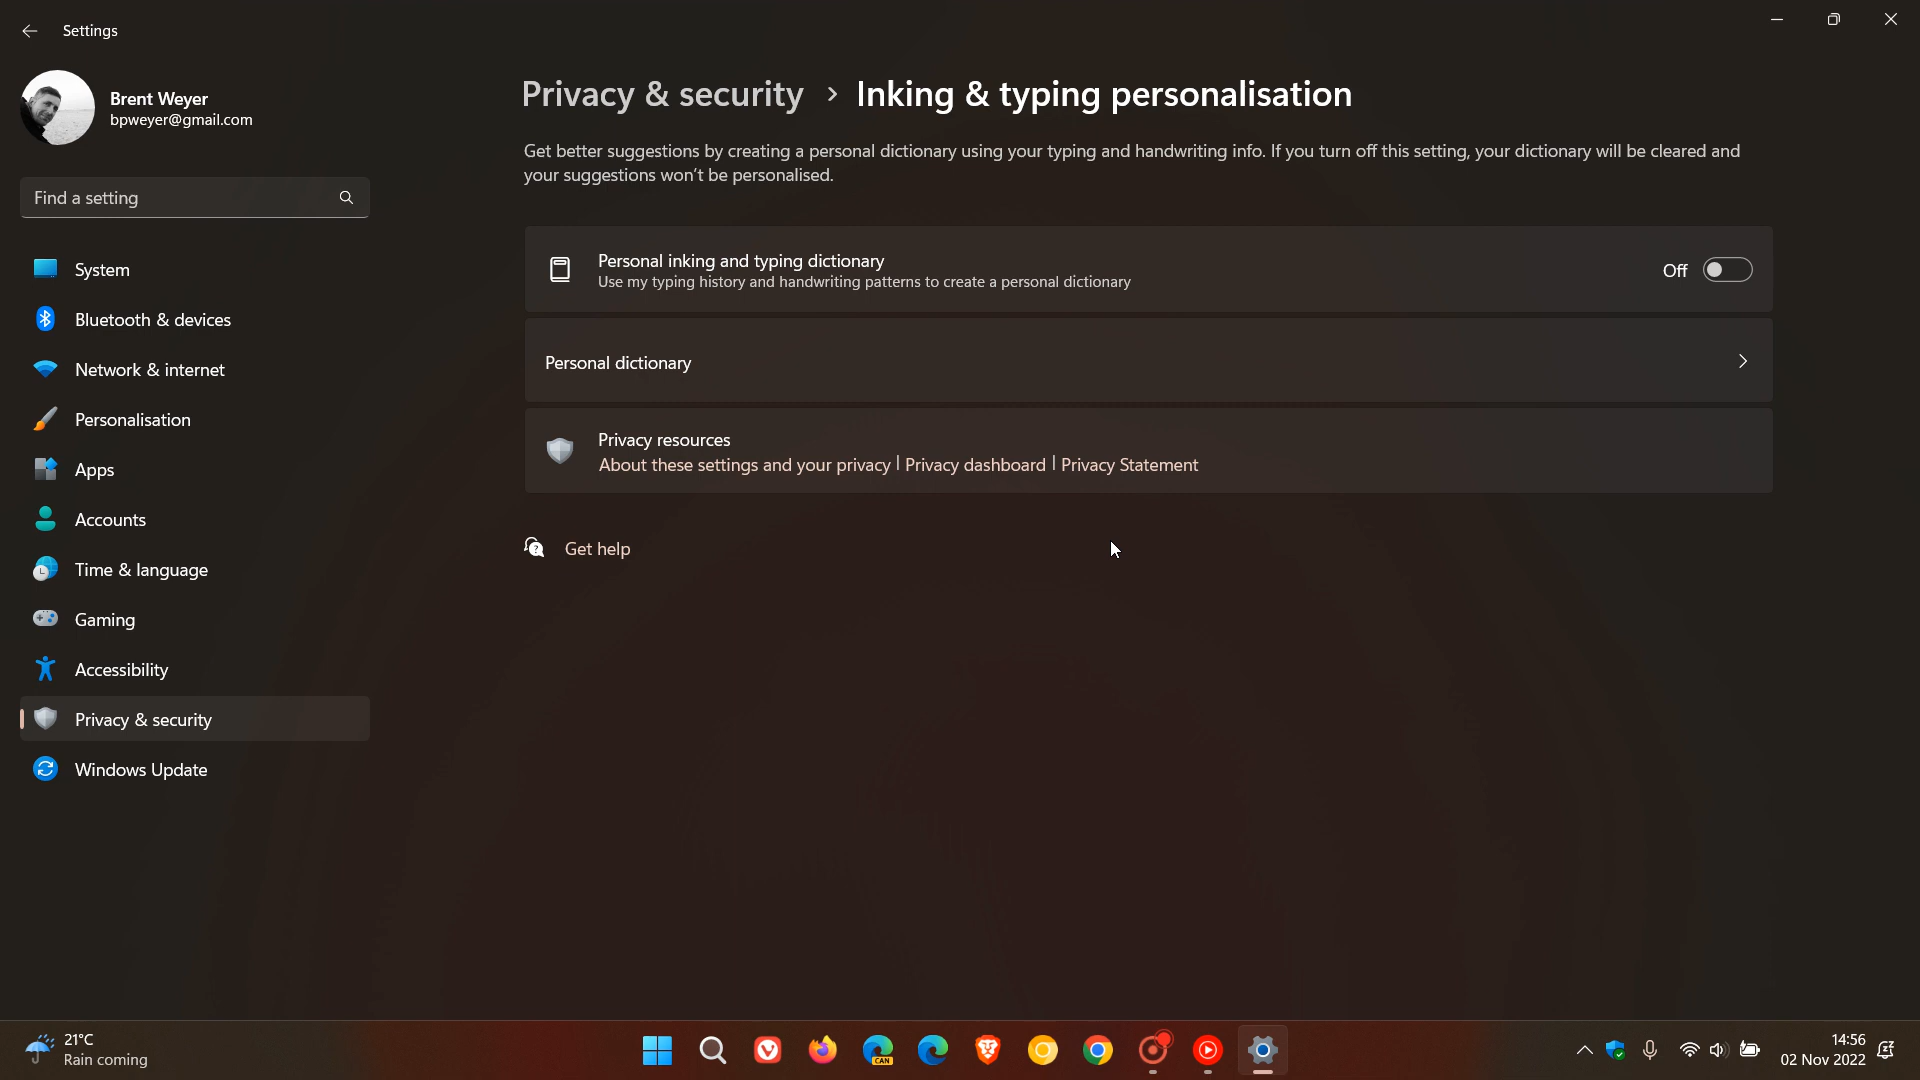 Settings
Brent Weyer
bpweyer@gmail.com
Find a setting
System
Bluetooth & devices
Network & internet
Personalisation
Apps
Accounts
Time & language
Gaming
Accessibility
Privacy & security
Windows Update
Privacy & security > Inking & typing personalisation
Get better suggestions by creating a personal dictionary using your typing and handwriting info. If you turn off this setting, your dictionary will be cleared and
your suggestions won't be personalised.
Personal inking and typing dictionary
Use my typing history and handwriting patterns to create a personal dictionary
Off
Personal dictionary
Privacy resources
About these settings and your privacy | Privacy dashboard | Privacy Statement
Get help
21°C
Rain coming
CAN
14:56
02 Nov 2022